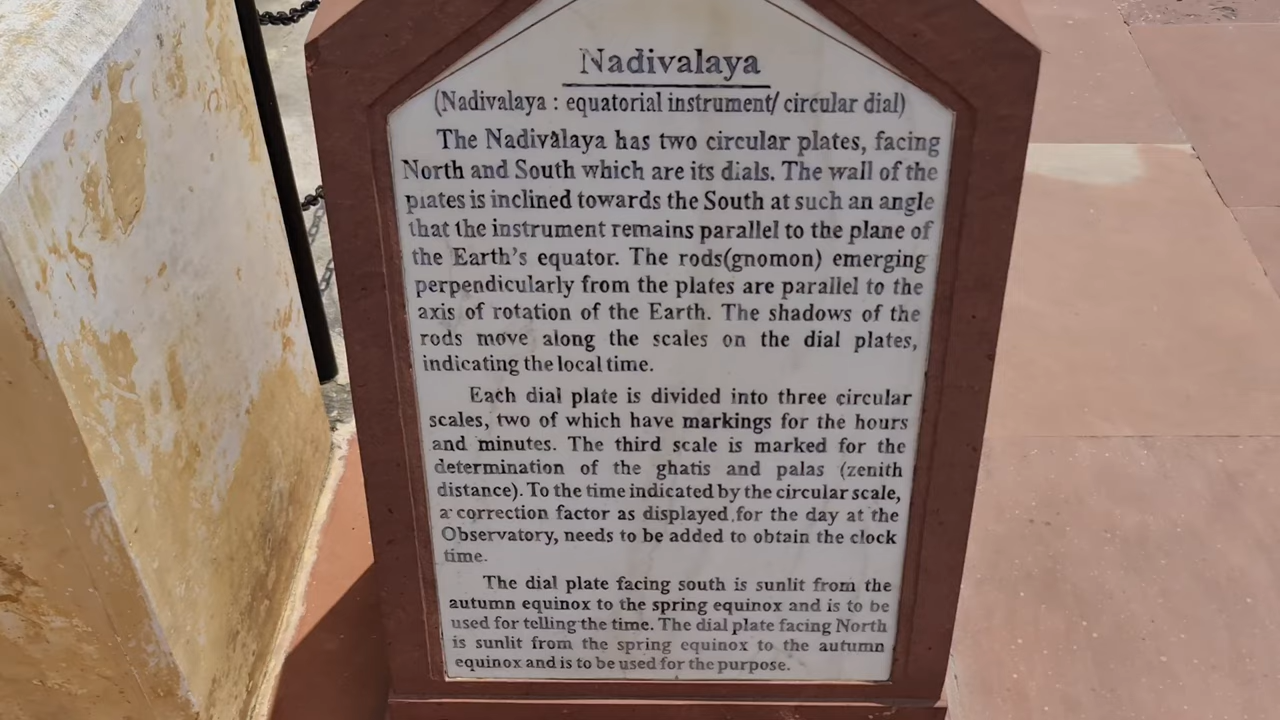 Nadivalaya
(Nadivalaya : equatorial instrument/ circular dial)
The Nadivalaya has two circular plates, facing
North and South which are its dials. The wall of the
plates is inclined towards the South at such an angle
that the instrument remains parallel to the plane of
the Earth's equator. The rods(gnomon) emerging
perpendicularly from the plates are parallel to the
axis of rotation of the Earth. The shadows of the
rods move along the scales on the dial plates,
indicating the local time.
Each dial plate is divided into three circular
scales, two of which have markings for the hours
and minutes. The third scale is marked for the
determination of the ghatis and palas (zenith
distance). To the time indicated by the circular scale,
a correction factor as displayed for the day at the
Observatory, needs to be added to obtain the clock
time.
The dial plate facing south is sunlit from the
autumn equinox to the spring equinox and is to be
used for telling the time. The dial plate facing North
is sunlit from the spring equinox to the autumn
equinox and is to be used for the purpose.